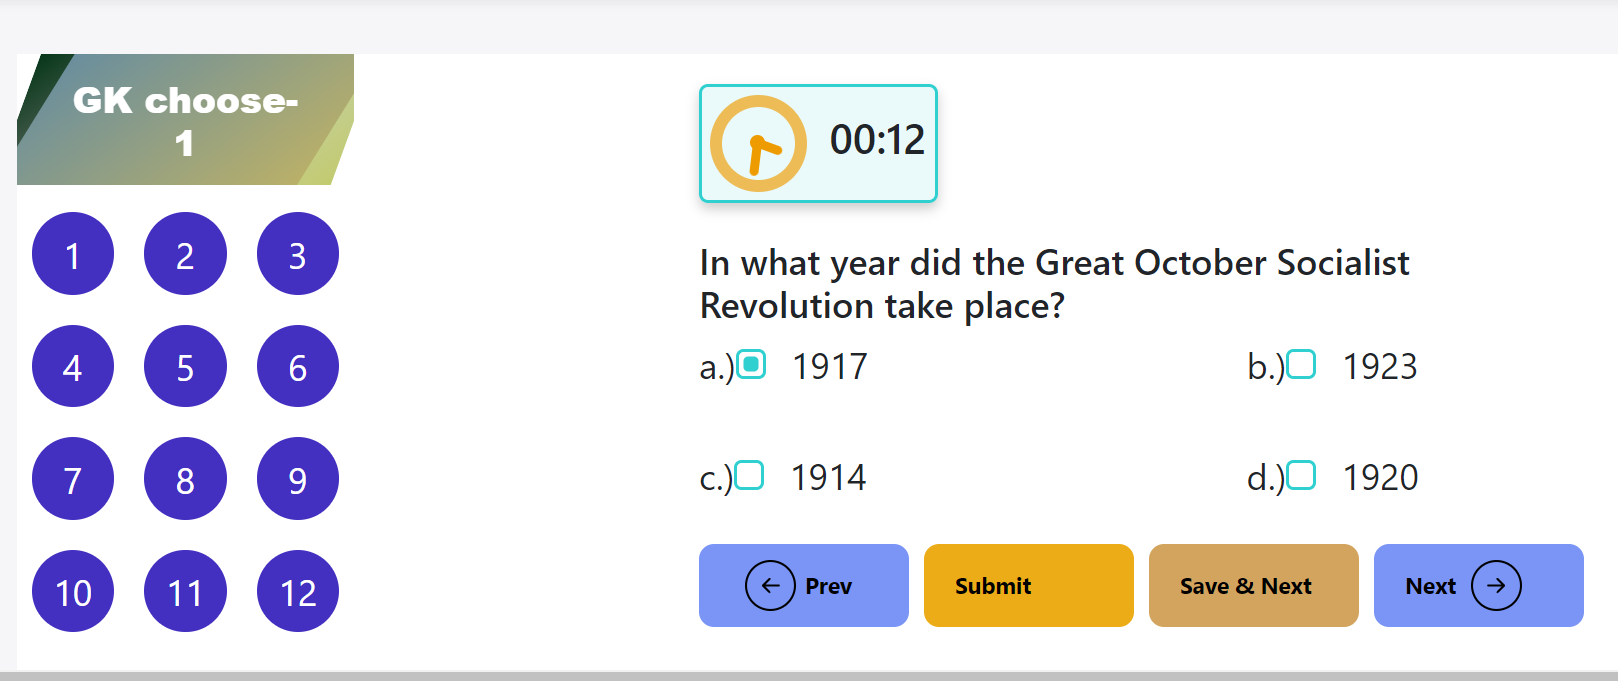 GK choose-
1
1 2 3
4 5 6
7 8 9
10 11 12
00:12
In what year did the Great October Socialist
Revolution take place?
a.) 1917 b.) 1923
c.) 1914 d.) 1920
Prev Submit Save & Next Next